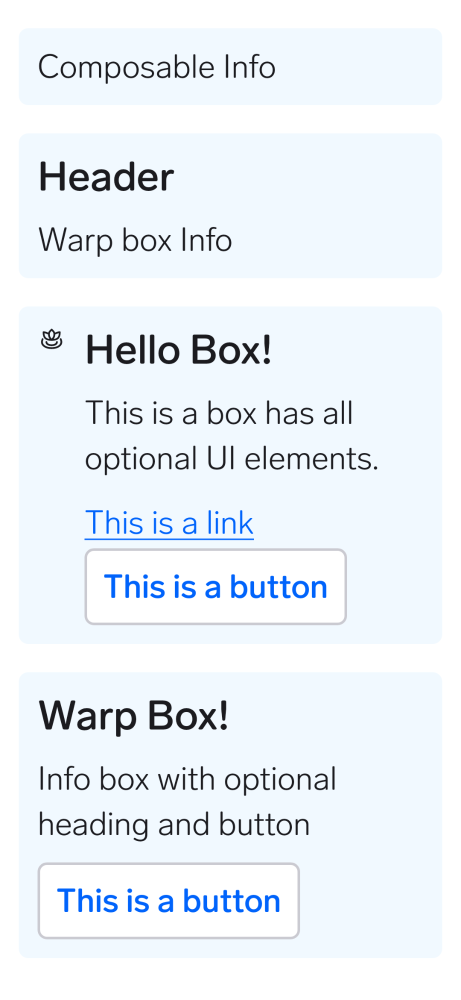 Composable Info
Header
Warp box Info
Hello Box!
This is a box has all
optional UI elements.
This is a link
This is a button
Warp Box!
Info box with optional
heading and button
This is a button